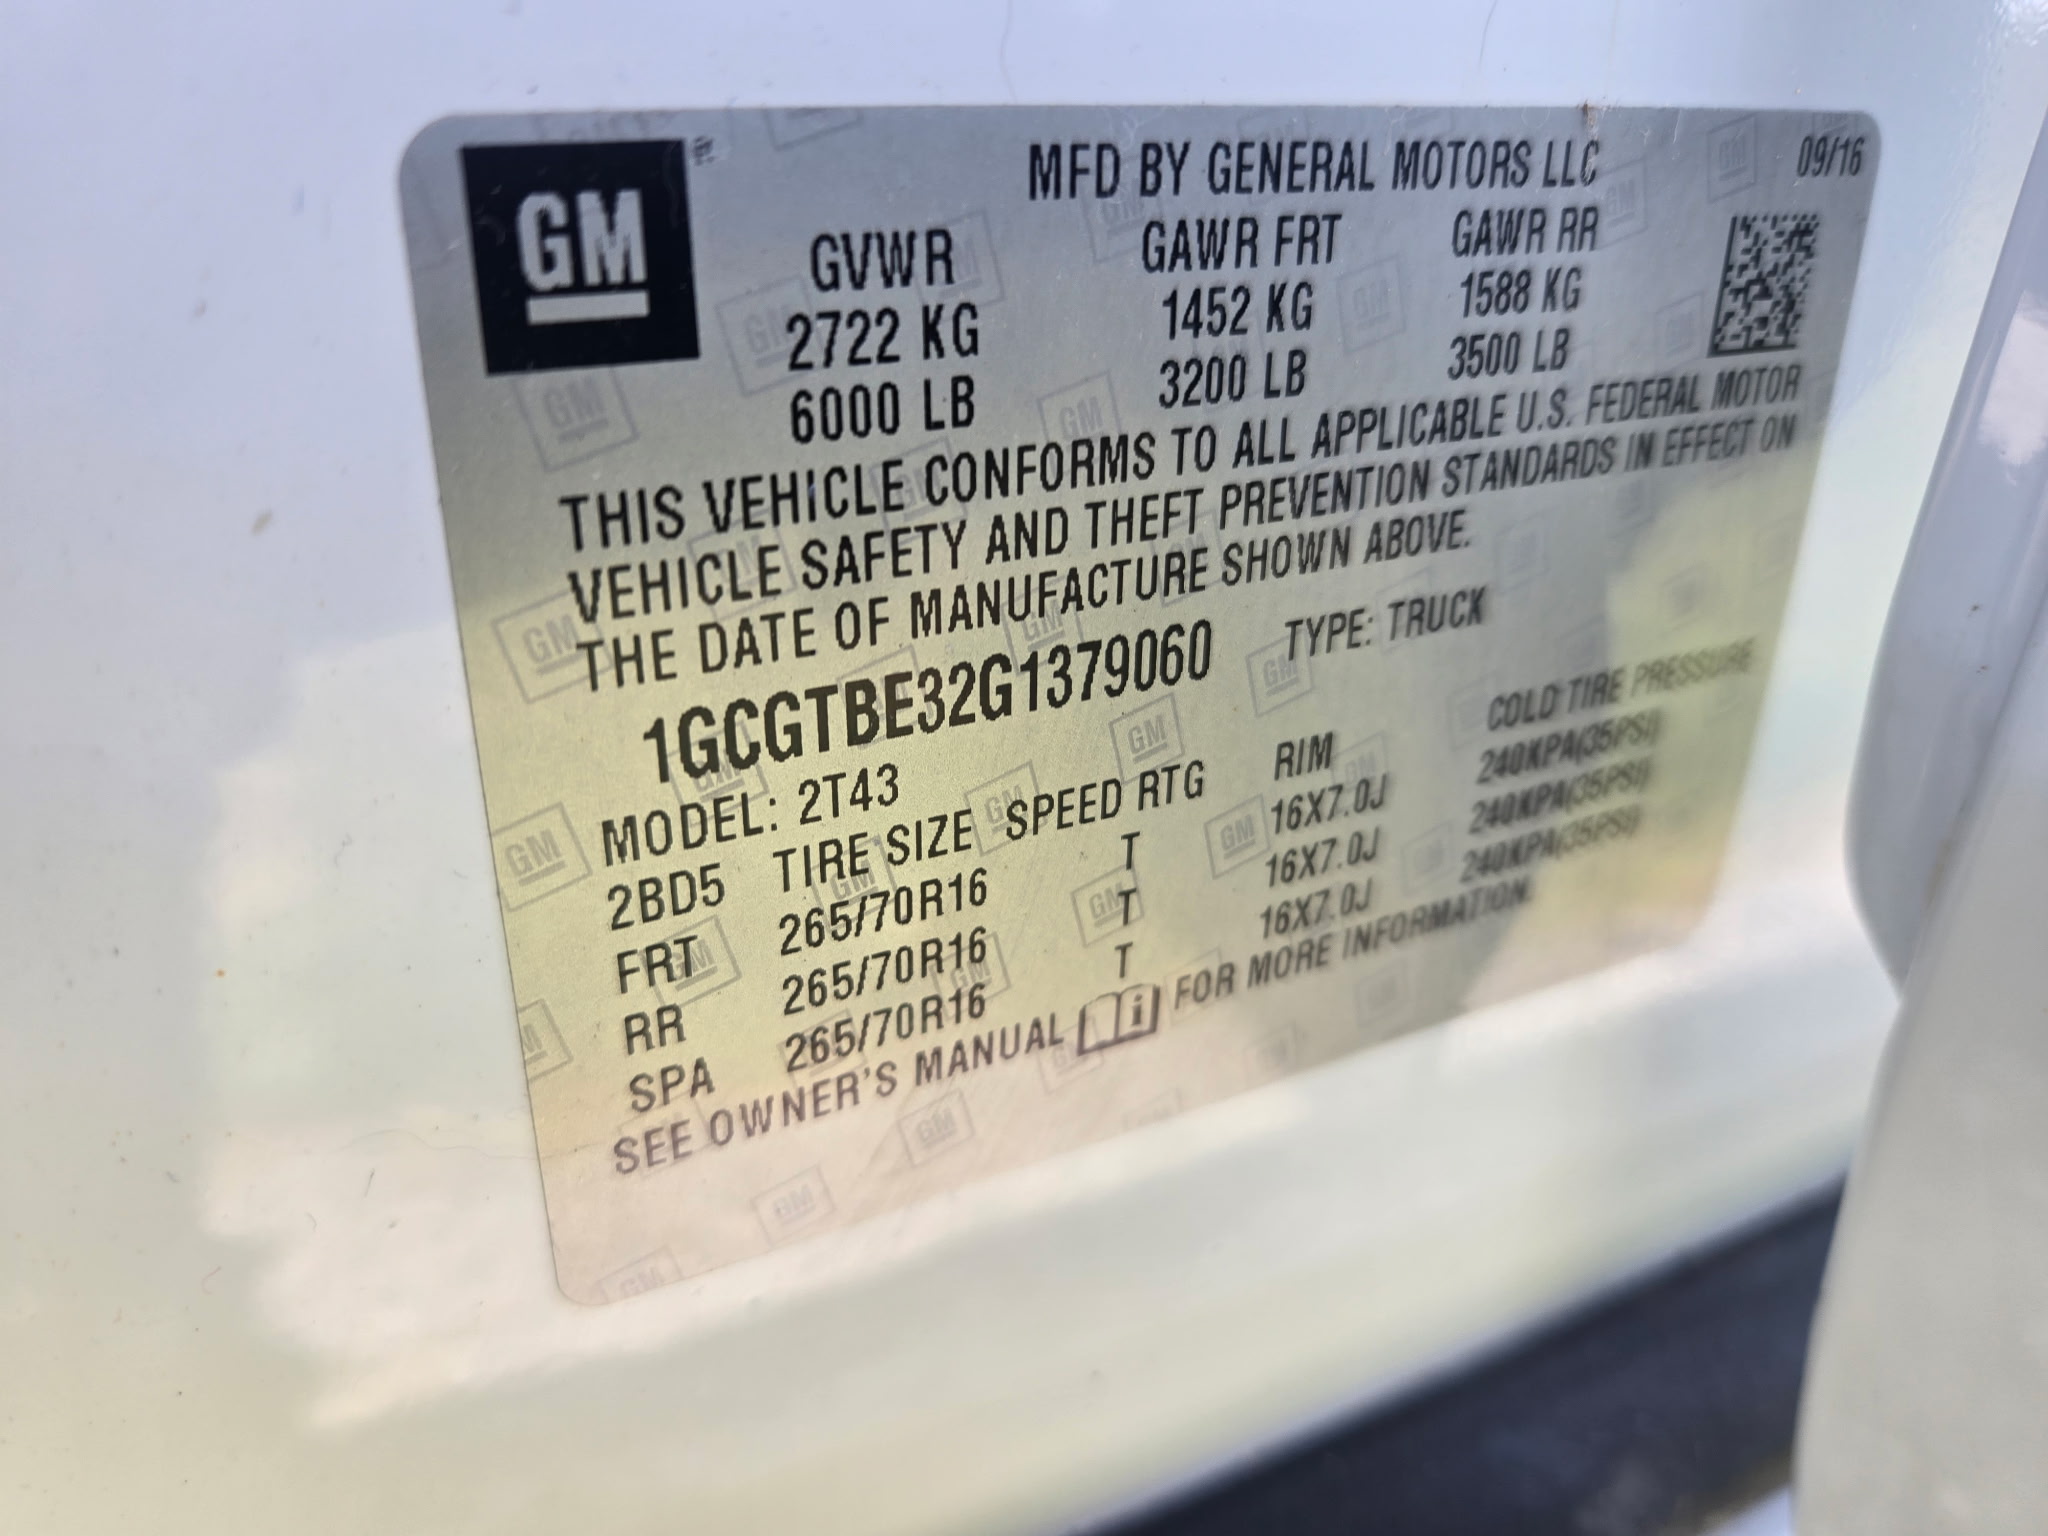 GM
MFD BY GENERAL MOTORS LLC 09/16
GVWR GAWR FRT GAWR RR
2722 KG 1452 KG 1588 KG
6000 LB 3200 LB 3500 LB
THIS VEHICLE CONFORMS TO ALL APPLICABLE U.S. FEDERAL MOTOR
VEHICLE SAFETY AND THEFT PREVENTION STANDARDS IN EFFECT ON
THE DATE OF MANUFACTURE SHOWN ABOVE.
1GCGTBE32G1379060 TYPE: TRUCK
MODEL: 2T43
2BD5 TIRE SIZE SPEED RTG RIM COLD TIRE PRESSURE
FRT 265/70R16 T 16X7.0J 240KPA(35PSI)
RR 265/70R16 T 16X7.0J 240KPA(35PSI)
SPA 265/70R16 T 16X7.0J 240KPA(35PSI)
SEE OWNER'S MANUAL i FOR MORE INFORMATION.